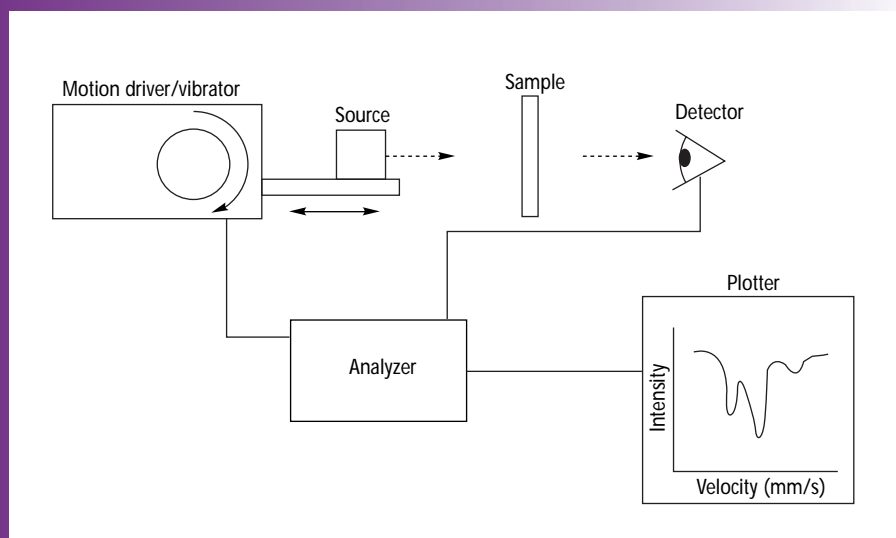 Motion driver/vibrator
Source
Sample
Detector
Analyzer
Plotter
Intensity
Velocity (mm/s)